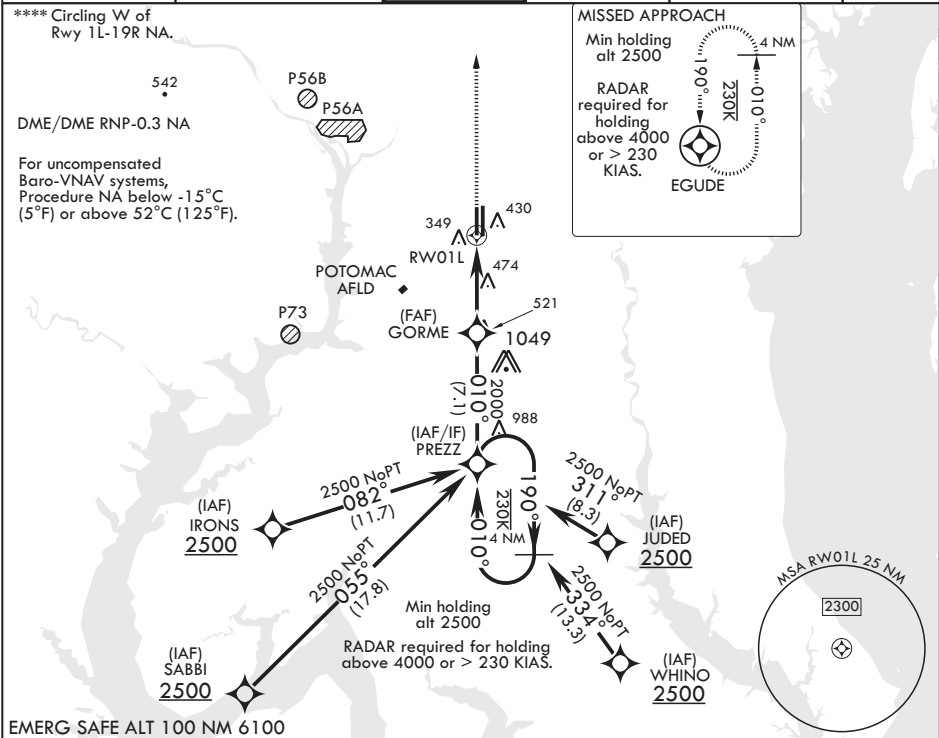 **** Circling W of
Rwy 1L-19R NA.
542
P56B
P56A
DME/DME RNP-0.3 NA
For uncompensated
Baro-VNAV systems,
Procedure NA below -15°C
(5°F) or above 52°C (125°F).
MISSED APPROACH
Min holding
alt 2500
4 NM
190°
230K
010°
RADAR
required for
holding
above 4000
or > 230
KIAS.
EGUDE
349
430
RW01L
474
POTOMAC
AFLD
P73
(FAF)
GORME
521
1049
010°
(7.1)
2000
988
(IAF/IF)
PREZZ
2500 NoPT
082°
(11.7)
(IAF)
IRONS
2500
190°
230K
4 NM
010°
2500 NoPT
311°
(8.3)
(IAF)
JUDED
2500
2500 NoPT
055°
(17.8)
(IAF)
SABBI
2500
Min holding
alt 2500
RADAR required for holding
above 4000 or > 230 KIAS.
2500 NoPT
334°
(13.3)
(IAF)
WHINO
2500
MSA RW01L 25 NM
2300
EMERG SAFE ALT 100 NM 6100